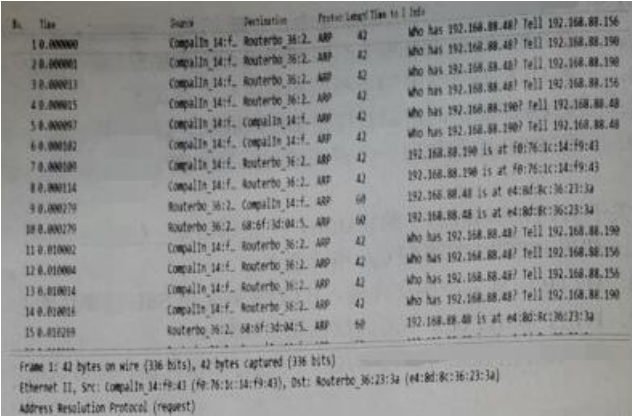 No. Time Source Destination Protoc Length Time to l Info
1 0.000000 CompalIn_14:f… Routerbo_36:2… ARP 42 Who has 192.168.88.48? Tell 192.168.88.156
2 0.000001 CompalIn_14:f… Routerbo_36:2… ARP 42 Who has 192.168.88.48? Tell 192.168.88.190
3 0.000013 CompalIn_14:f… Routerbo_36:2… ARP 42 Who has 192.168.88.48? Tell 192.168.88.156
4 0.000015 CompalIn_14:f… Routerbo_36:2… ARP 42 Who has 192.168.88.48? Tell 192.168.88.190
5 0.000097 CompalIn_14:f… CompalIn_14:f… ARP 42 Who has 192.168.88.190? Tell 192.168.88.48
6 0.000102 CompalIn_14:f… CompalIn_14:f… ARP 42 Who has 192.168.88.190? Tell 192.168.88.48
7 0.000109 CompalIn_14:f… Routerbo_36:2… ARP 42 192.168.88.190 is at f0:76:1c:14:f9:43
8 0.000114 CompalIn_14:f… Routerbo_36:2… ARP 42 192.168.88.190 is at f0:76:1c:14:f9:43
9 0.000279 Routerbo_36:2… CompalIn_14:f… ARP 60 192.168.88.48 is at e4:8d:8c:36:23:3a
10 0.000279 Routerbo_36:2… 68:6f:3d:04:5… ARP 60 192.168.88.48 is at e4:8d:8c:36:23:3a
11 0.010002 CompalIn_14:f… Routerbo_36:2… ARP 42 Who has 192.168.88.48? Tell 192.168.88.190
12 0.010004 CompalIn_14:f… Routerbo_36:2… ARP 42 Who has 192.168.88.48? Tell 192.168.88.156
13 0.010014 CompalIn_14:f… Routerbo_36:2… ARP 42 Who has 192.168.88.48? Tell 192.168.88.156
14 0.010016 CompalIn_14:f… Routerbo_36:2… ARP 42 Who has 192.168.88.48? Tell 192.168.88.190
15 0.010269 Routerbo_36:2… 68:6f:3d:04:5… ARP 60 192.168.88.48 is at e4:8d:8c:36:23:3a
Frame 1: 42 bytes on wire (336 bits), 42 bytes captured (336 bits)
Ethernet II, Src: CompalIn_14:f9:43 (f0:76:1c:14:f9:43), Dst: Routerbo_36:23:3a (e4:8d:8c:36:23:3a)
Address Resolution Protocol (request)